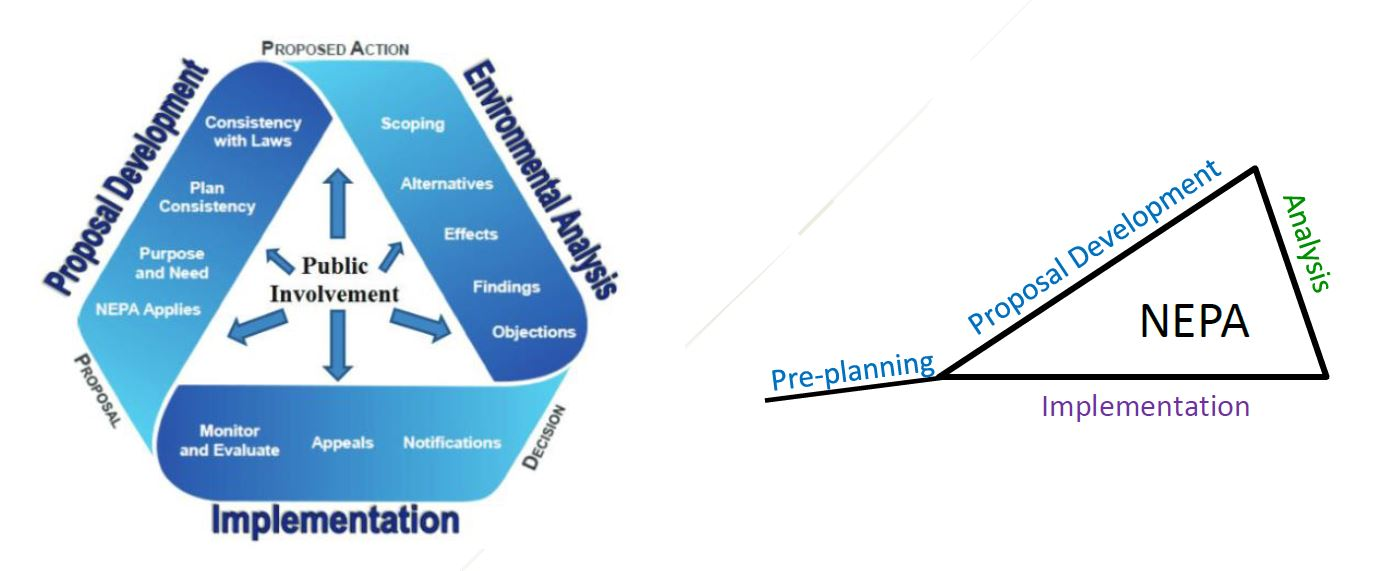 PROPOSED ACTION
Proposal Development
Consistency
with Laws
Plan
Consistency
Purpose
and Need
NEPA Applies
PROPOSAL
Environmental Analysis
Scoping
Alternatives
Effects
Findings
Objections
DECISION
Public
Involvement
Monitor
and Evaluate
Appeals
Notifications
Implementation
Pre-planning
Proposal Development
Analysis
NEPA
Implementation